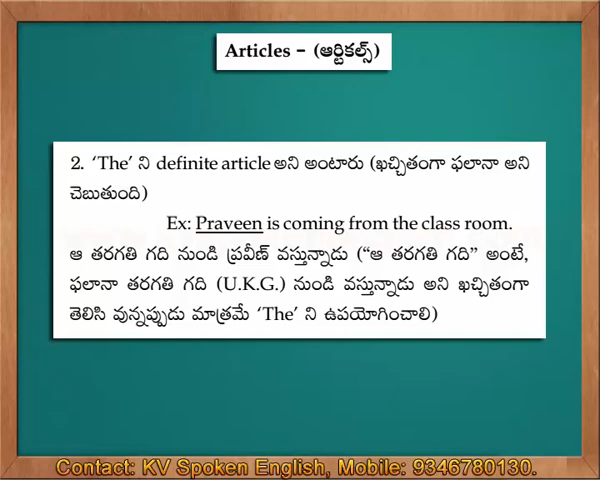 Articles – (ఆర్టికల్స్)
2. ‘The’ ని definite article అని అంటారు (ఖచ్చితంగా ఫలానా అని
చెబుతుంది)
Ex: Praveen is coming from the class room.
ఆ తరగతి గది నుండి ప్రవీణ్ వస్తున్నాడు (“ఆ తరగతి గది” అంటే,
ఫలానా తరగతి గది (U.K.G.) నుండి వస్తున్నాడు అని ఖచ్చితంగా
తెలిసి వున్నప్పుడు మాత్రమే ‘The’ ని ఉపయోగించాలి)
Contact: KV Spoken English, Mobile: 9346780130.